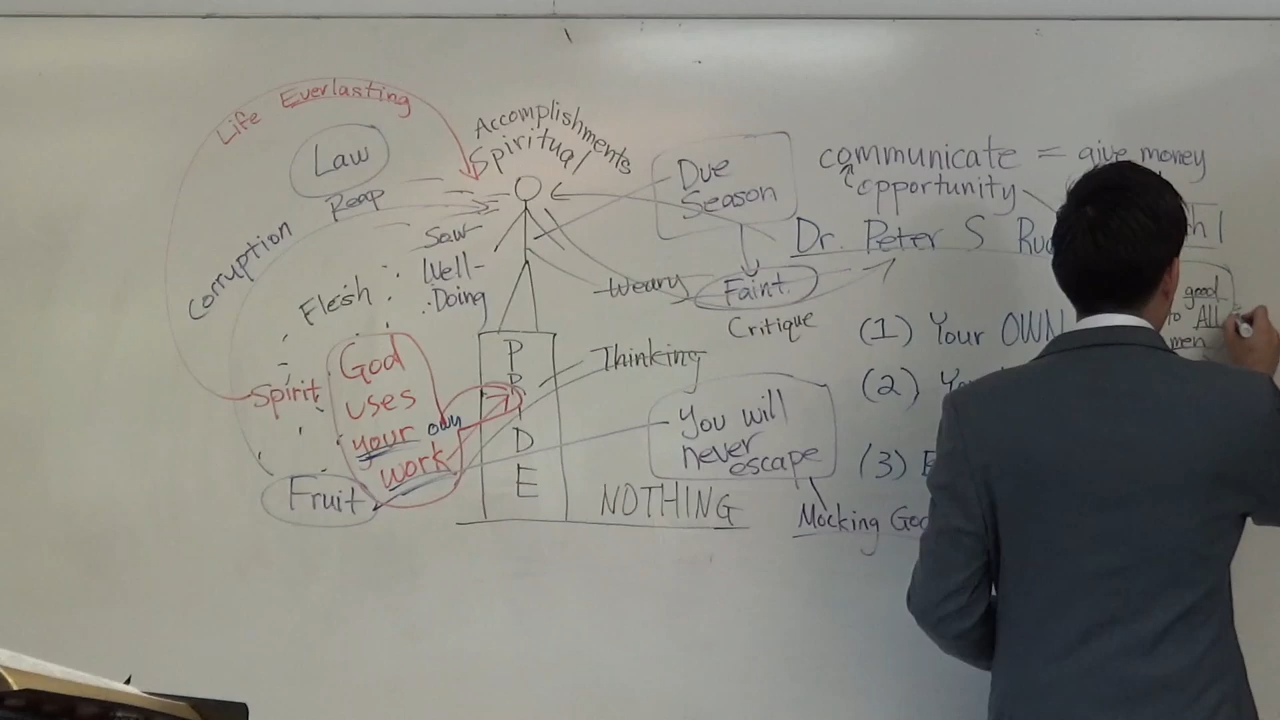 Life Everlasting
Law
Reap
Corruption
Flesh
Spirit
Fruit
God
uses
your own
work
Accomplishments
Spiritual
Sow
Well-
Doing
PRIDE
Due
Season
Weary
Faint
Critique
Thinking
You will
never
escape
NOTHING
communicate = give money
opportunity
Dr. Peter S
(1) Your OWN
(2)
(3)
Mocking
good
to All
men